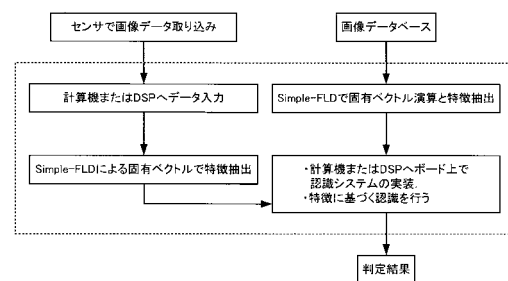 センサで画像データ取り込み
画像データベース
計算機またはDSPへデータ入力
Simple-FLDで固有ベクトル演算と特徴抽出
Simple-FLDによる固有ベクトルで特徴抽出
・計算機またはDSPへボード上で
認識システムの実装.
・特徴に基づく認識を行う
判定結果